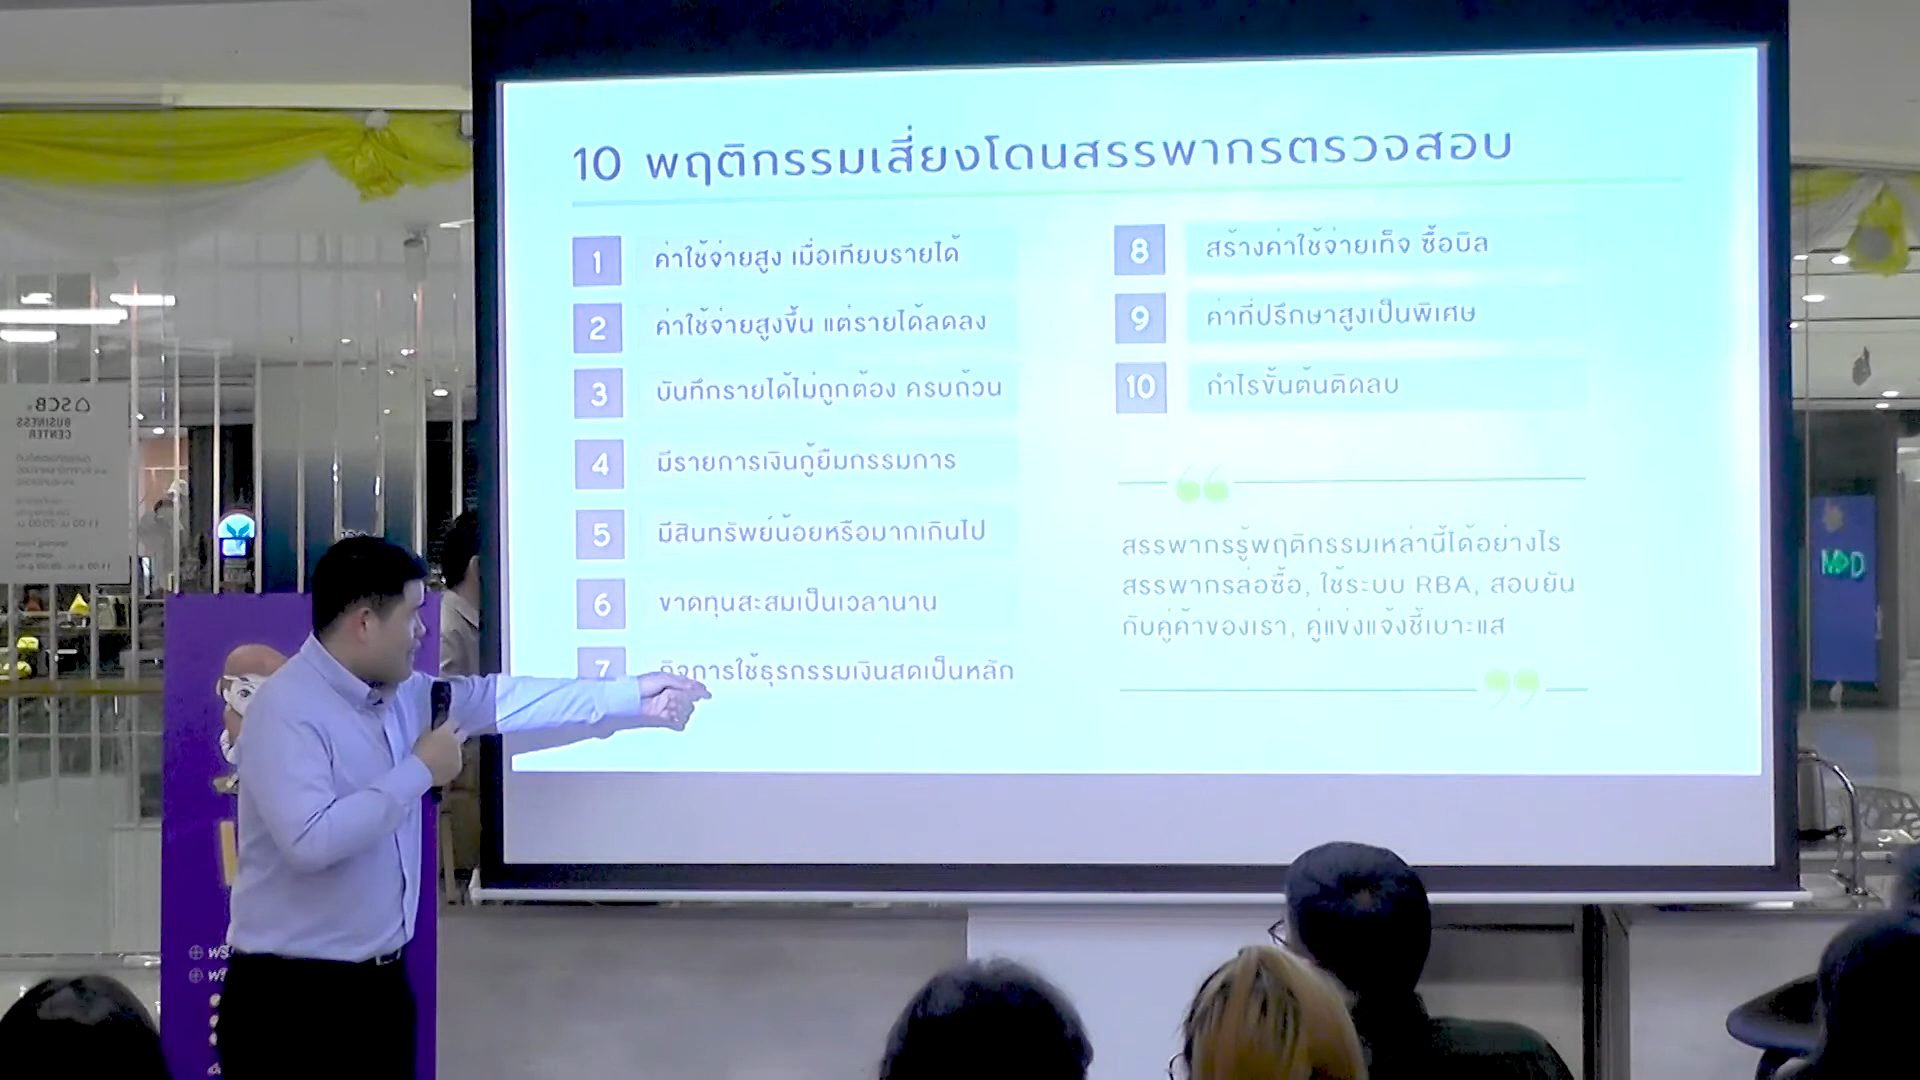 10 พฤติกรรมเสี่ยงโดนสรรพากรตรวจสอบ
1 ค่าใช้จ่ายสูง เมื่อเทียบรายได้
2 ค่าใช้จ่ายสูงขึ้น แต่รายได้ลดลง
3 บันทึกรายได้ไม่ถูกต้อง ครบถ้วน
4 มีรายการเงินกู้ยืมกรรมการ
5 มีสินทรัพย์น้อยหรือมากเกินไป
6 ขาดทุนสะสมเป็นเวลานาน
7 กิจการใช้ธุรกรรมเงินสดเป็นหลัก
8 สร้างค่าใช้จ่ายเท็จ ซื้อบิล
9 ค่าที่ปรึกษาสูงเป็นพิเศษ
10 กำไรขั้นต้นติดลบ
❝
สรรพากรรู้พฤติกรรมเหล่านี้ได้อย่างไร
สรรพากรล่อซื้อ, ใช้ระบบ RBA, สอบยัน
กับคู่ค้าของเรา, คู่แข่งแจ้งชี้เบาะแส
❞
SCB
BUSINESS
CENTER